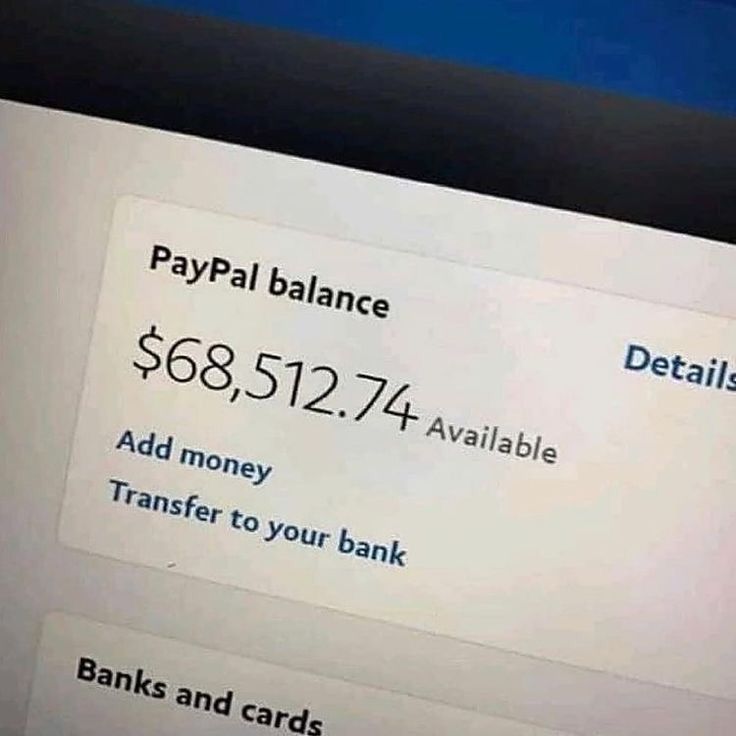 PayPal balance
Details
$68,512.74 Available
Add money
Transfer to your bank
Banks and cards